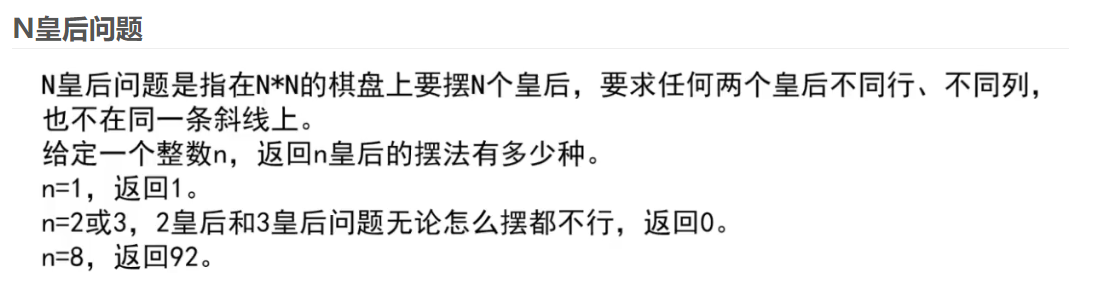 N皇后问题
N皇后问题是指在N*N的棋盘上要摆N个皇后，要求任何两个皇后不同行、不同列，
也不在同一条斜线上。
给定一个整数n，返回n皇后的摆法有多少种。
n=1，返回1。
n=2或3，2皇后和3皇后问题无论怎么摆都不行，返回0。
n=8，返回92。